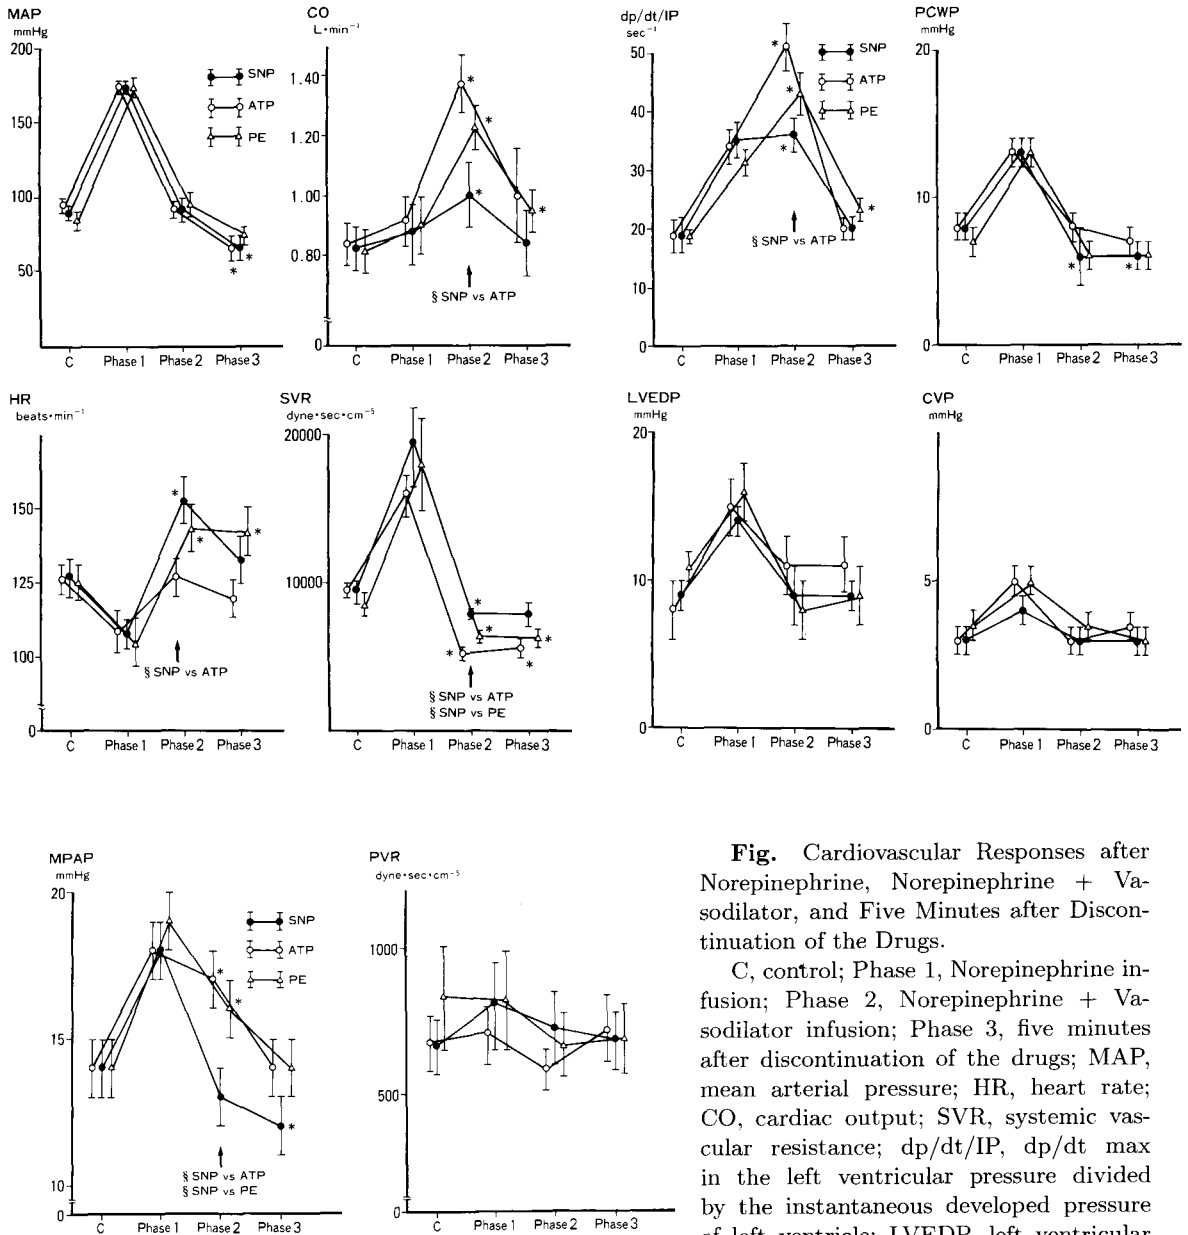 MAP
mmHg
200
150
100
50
C Phase 1 Phase 2 Phase 3
SNP
ATP
PE
* *
CO
L•min⁻¹
1.40
1.20
1.00
0.80
0
C Phase 1 Phase 2 Phase 3
* * * *
§ SNP vs ATP
dp/dt/IP
sec⁻¹
50
40
30
20
10
0
C Phase 1 Phase 2 Phase 3
SNP
ATP
PE
* * * *
§ SNP vs ATP
PCWP
mmHg
20
10
0
C Phase 1 Phase 2 Phase 3
* *
HR
beats•min⁻¹
150
125
100
0
C Phase 1 Phase 2 Phase 3
* * *
§ SNP vs ATP
SVR
dyne•sec•cm⁻⁵
20000
10000
0
C Phase 1 Phase 2 Phase 3
* * * * *
§ SNP vs ATP
§ SNP vs PE
LVEDP
mmHg
20
10
0
C Phase 1 Phase 2 Phase 3
CVP
mmHg
5
0
C Phase 1 Phase 2 Phase 3
MPAP
mmHg
20
15
10
0
C Phase 1 Phase 2 Phase 3
SNP
ATP
PE
* * *
§ SNP vs ATP
§ SNP vs PE
PVR
dyne•sec•cm⁻⁵
1000
500
0
C Phase 1 Phase 2 Phase 3
Fig. Cardiovascular Responses after
Norepinephrine, Norepinephrine + Va-
sodilator, and Five Minutes after Discon-
tinuation of the Drugs.
C, control; Phase 1, Norepinephrine in-
fusion; Phase 2, Norepinephrine + Va-
sodilator infusion; Phase 3, five minutes
after discontinuation of the drugs; MAP,
mean arterial pressure; HR, heart rate;
CO, cardiac output; SVR, systemic vas-
cular resistance; dp/dt/IP, dp/dt max
in the left ventricular pressure divided
by the instantaneous developed pressure
of left ventricle; LVEDP, left ventricular